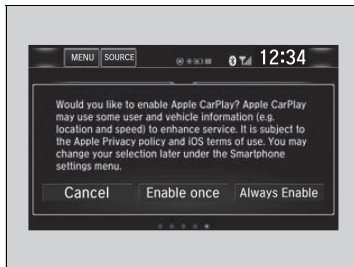 MENU SOURCE 12:34
Would you like to enable Apple CarPlay? Apple CarPlay
may use some user and vehicle information (e.g.
location and speed) to enhance service. It is subject to
the Apple Privacy policy and iOS terms of use. You may
change your selection later under the Smartphone
settings menu.
Cancel Enable once Always Enable